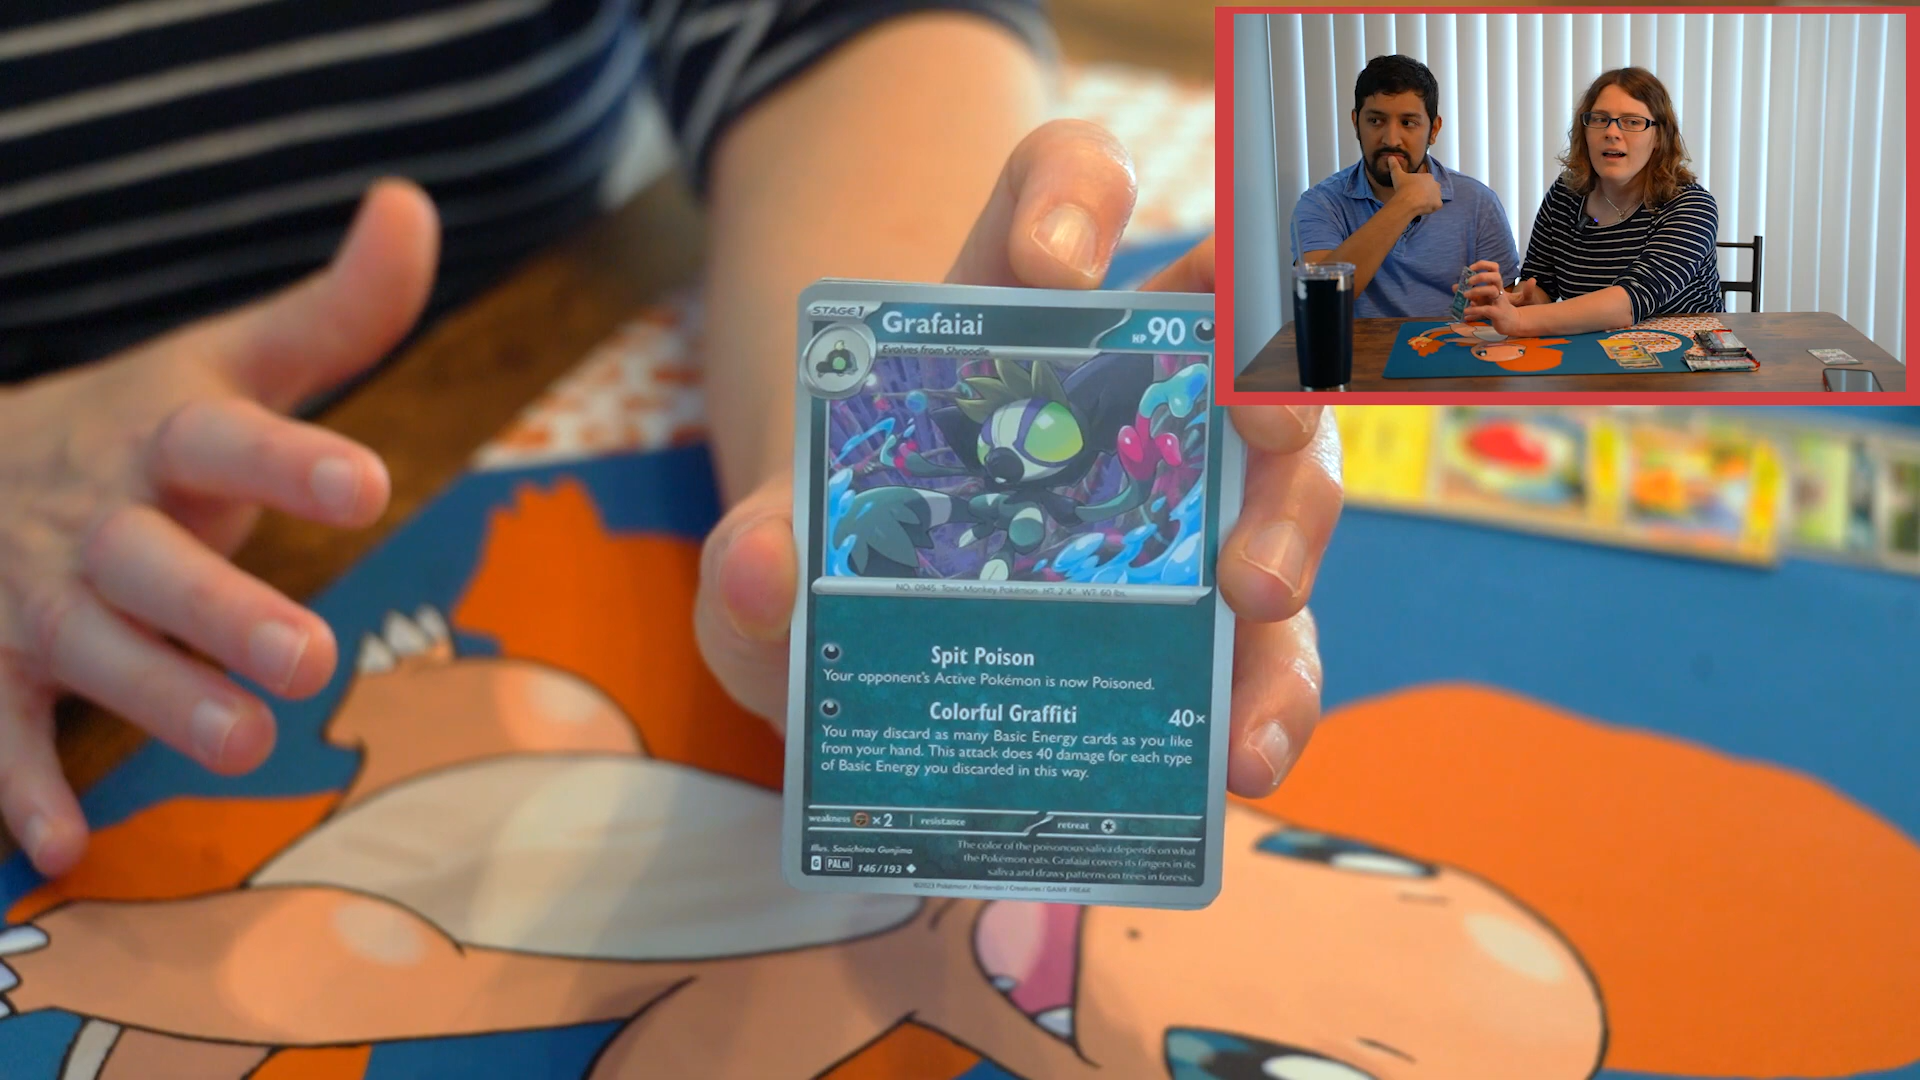 STAGE 1
Grafaiai
HP 90
Evolves from Shroodle
NO. 0945 Toxic Monkey Pokémon HT: 2'4" WT: 60 lbs.
Spit Poison
Your opponent's Active Pokémon is now Poisoned.
Colorful Graffiti 40×
You may discard as many Basic Energy cards as you like
from your hand. This attack does 40 damage for each type
of Basic Energy you discarded in this way.
weakness ×2 resistance retreat
Illus. Souichirou Gunjima
G PAL EN 146/193
The color of the poisonous saliva depends on what
the Pokémon eats. Grafaiai covers its fingers in its
saliva and draws patterns on trees in forests.
©2023 Pokémon / Nintendo / Creatures / GAME FREAK